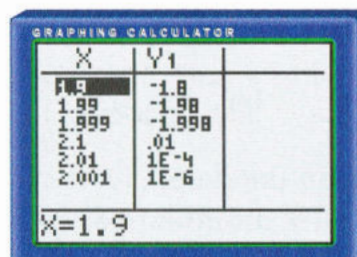 GRAPHING CALCULATOR
X Y1
1.9 -1.8
1.99 -1.98
1.999 -1.998
2.1 .01
2.01 1E-4
2.001 1E-6
X=1.9